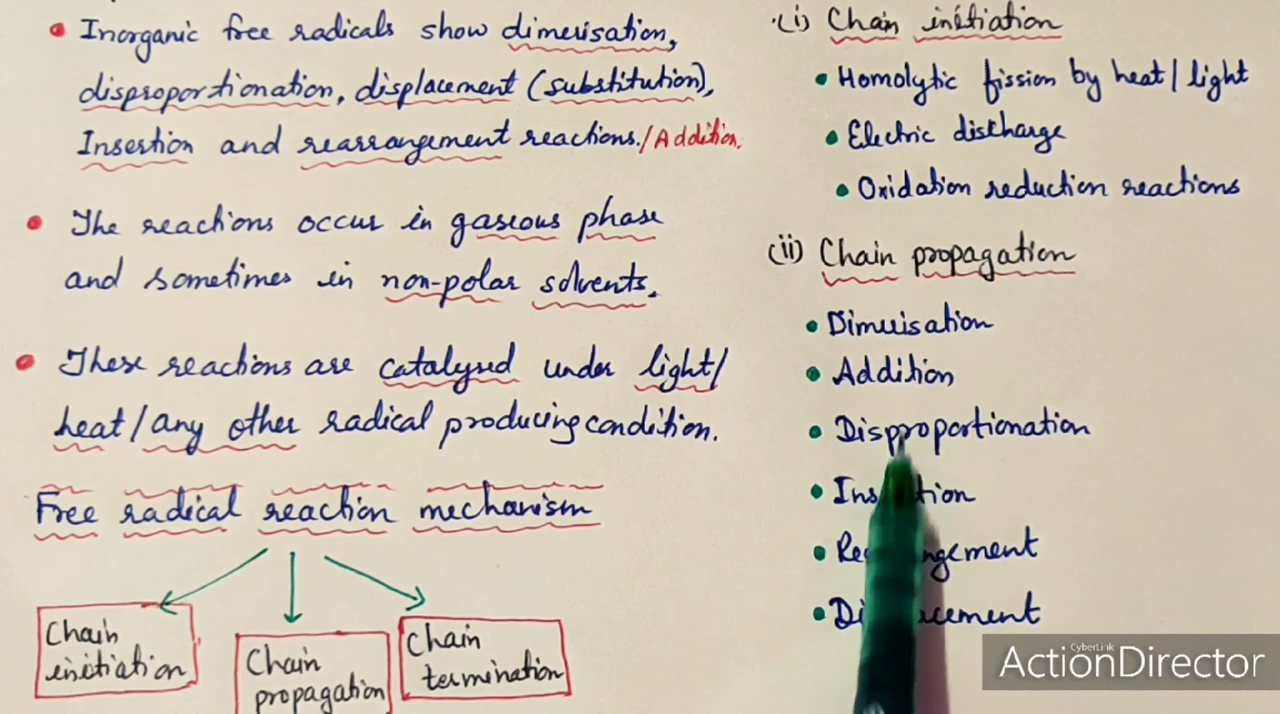 Inorganic free radicals show dimerisation,
disproportionation, displacement (substitution),
Insertion and rearrangement reactions./Addition.
The reactions occur in gaseous phase
and sometimes in non-polar solvents.
These reactions are catalysed under light/
heat/any other radical producing condition.
Free radical reaction mechanism
Chain
initiation
Chain
propagation
Chain
termination
(i) Chain initiation
Homolytic fission by heat/light
Electric discharge
Oxidation reduction reactions
(ii) Chain propagation
Dimerisation
Addition
Disproportionation
CyberLink
ActionDirector